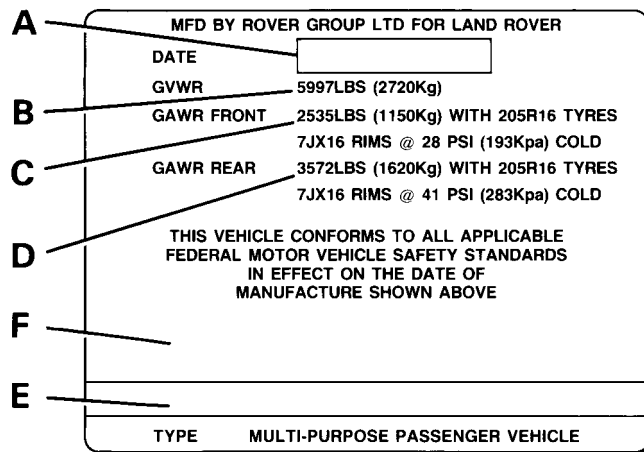 A
MFD BY ROVER GROUP LTD FOR LAND ROVER
DATE
B
GVWR 5997LBS (2720Kg)
GAWR FRONT 2535LBS (1150Kg) WITH 205R16 TYRES
7JX16 RIMS @ 28 PSI (193Kpa) COLD
C
GAWR REAR 3572LBS (1620Kg) WITH 205R16 TYRES
7JX16 RIMS @ 41 PSI (283Kpa) COLD
D
THIS VEHICLE CONFORMS TO ALL APPLICABLE
FEDERAL MOTOR VEHICLE SAFETY STANDARDS
IN EFFECT ON THE DATE OF
MANUFACTURE SHOWN ABOVE
F
E
TYPE MULTI-PURPOSE PASSENGER VEHICLE